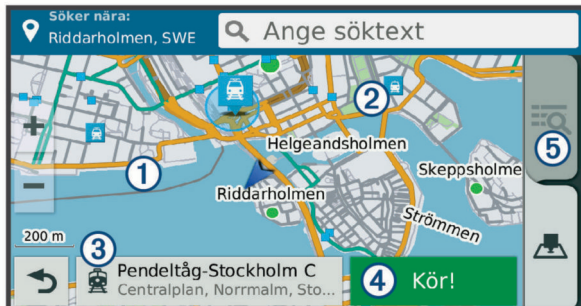 Söker nära:
Riddarholmen, SWE
Ange söktext
2
5
Helgeandsholmen
1
Skeppsholme
Riddarholmen
Strömmen
200 m
3
Pendeltåg-Stockholm C
Centralplan, Norrmalm, Sto...
4
Kör!